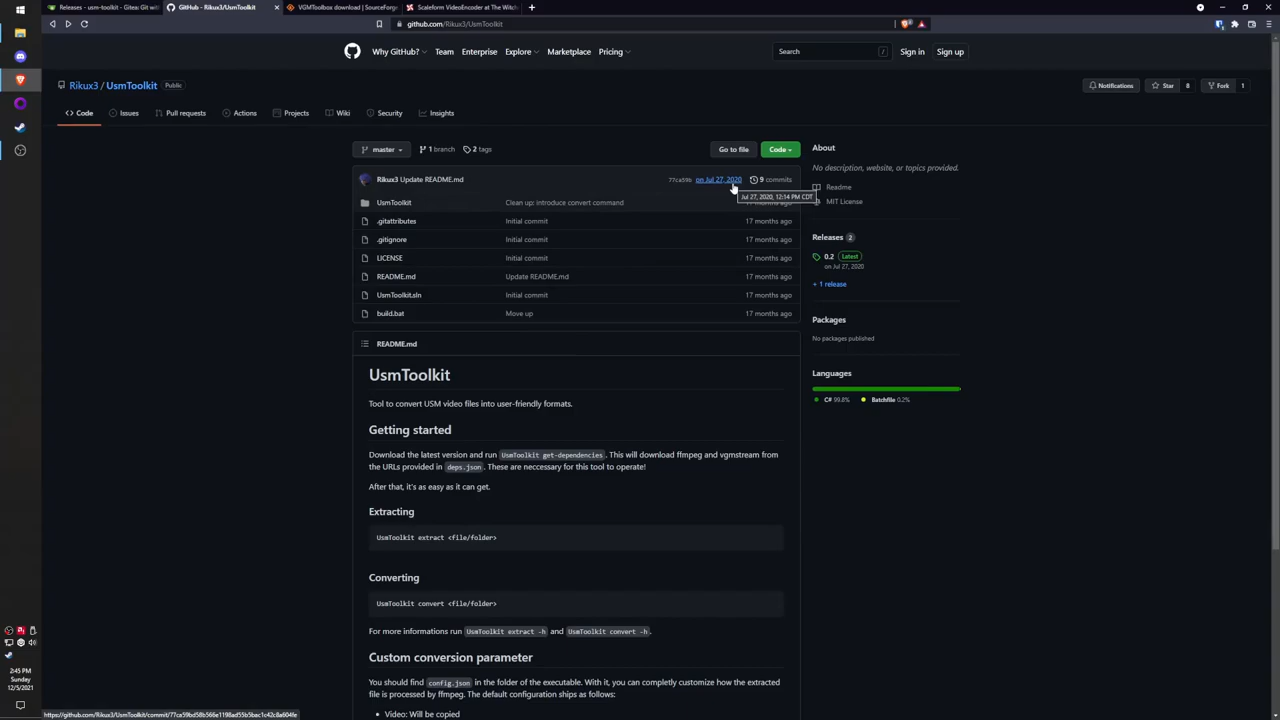 Releases - usm-toolkit - Gitea: Git wit
GitHub - Rikux3/UsmToolkit
VGMToolbox download | SourceForg
Scaleform VideoEncoder at The Witch
github.com/Rikux3/UsmToolkit
Why GitHub?
Team
Enterprise
Explore
Marketplace
Pricing
Search
/
Sign in
Sign up
Rikux3 / UsmToolkit
Public
Notifications
Star
8
Fork
1
Code
Issues
Pull requests
Actions
Projects
Wiki
Security
Insights
master
1 branch
2 tags
Go to file
Code
About
No description, website, or topics provided.
Readme
MIT License
Rikux3 Update README.md
77ca59b
on Jul 27, 2020
9 commits
Jul 27, 2020, 12:14 PM CDT
UsmToolkit
Clean up: introduce convert command
17 months ago
.gitattributes
Initial commit
17 months ago
.gitignore
Initial commit
17 months ago
LICENSE
Initial commit
17 months ago
README.md
Update README.md
17 months ago
UsmToolkit.sln
Initial commit
17 months ago
build.bat
Move up
17 months ago
Releases 2
0.2
Latest
on Jul 27, 2020
+ 1 release
Packages
No packages published
Languages
C# 99.8%
Batchfile 0.2%
README.md
UsmToolkit
Tool to convert USM video files into user-friendly formats.
Getting started
Download the latest version and run UsmToolkit get-dependencies. This will download ffmpeg and vgmstream from
the URLs provided in deps.json. These are neccessary for this tool to operate!
After that, it's as easy as it can get.
Extracting
UsmToolkit extract <file/folder>
Converting
UsmToolkit convert <file/folder>
For more informations run UsmToolkit extract -h and UsmToolkit convert -h.
Custom conversion parameter
You should find config.json in the folder of the executable. With it, you can completly customize how the extracted
file is processed by ffmpeg. The default configuration ships as follows:
Video: Will be copied
2:45 PM
Sunday
12/5/2021